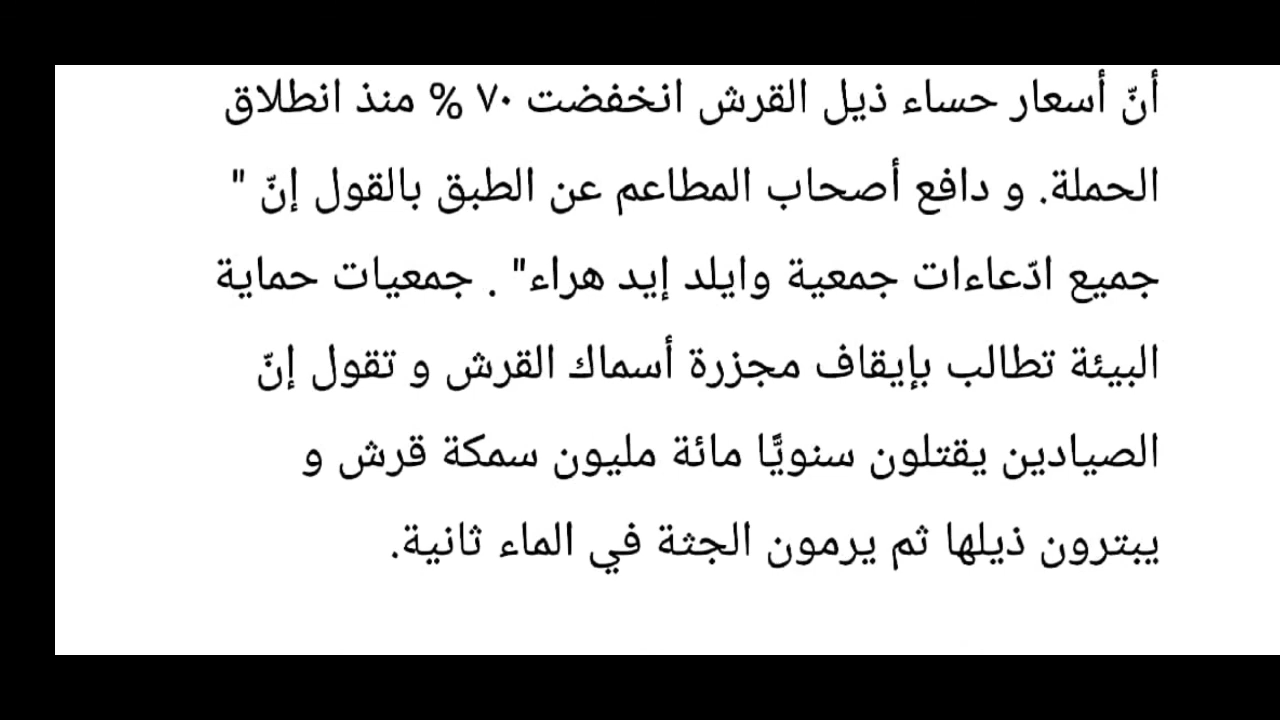 أنّ أسعار حساء ذيل القرش انخفضت ٧٠ % منذ انطلاق
الحملة. و دافع أصحاب المطاعم عن الطبق بالقول إنّ "
جميع ادّعاءات جمعية وايلد إيد هراء" . جمعيات حماية
البيئة تطالب بإيقاف مجزرة أسماك القرش و تقول إنّ
الصيادين يقتلون سنويًّا مائة مليون سمكة قرش و
يبترون ذيلها ثم يرمون الجثة في الماء ثانية.